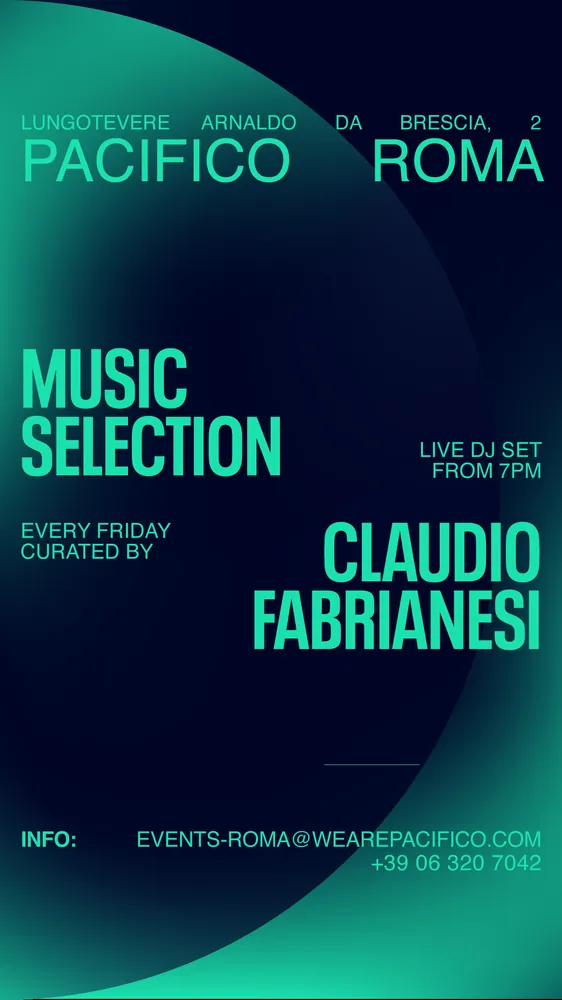 LUNGOTEVERE ARNALDO DA BRESCIA, 2
PACIFICO ROMA
MUSIC
SELECTION
LIVE DJ SET
FROM 7PM
EVERY FRIDAY
CURATED BY
CLAUDIO
FABRIANESI
INFO: EVENTS-ROMA@WEAREPACIFICO.COM
+39 06 320 7042